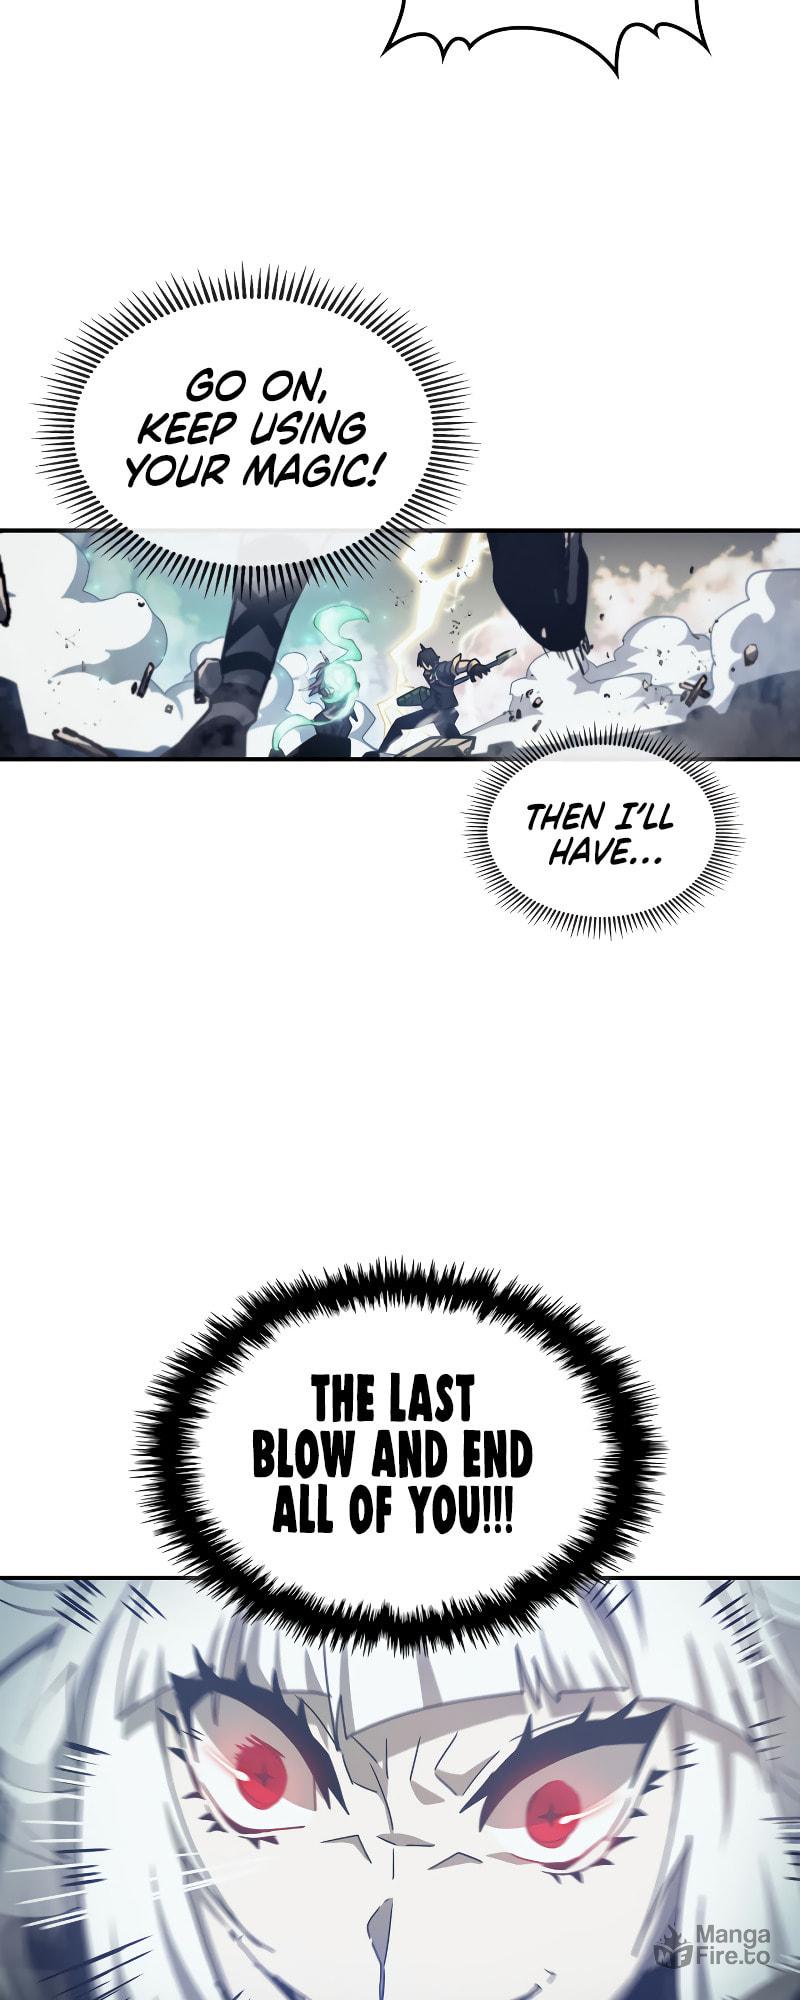 GO ON,
KEEP USING
YOUR MAGIC!
THEN I'LL
HAVE...
THE LAST
BLOW AND END
ALL OF YOU!!!
Manga
MF Fire.to